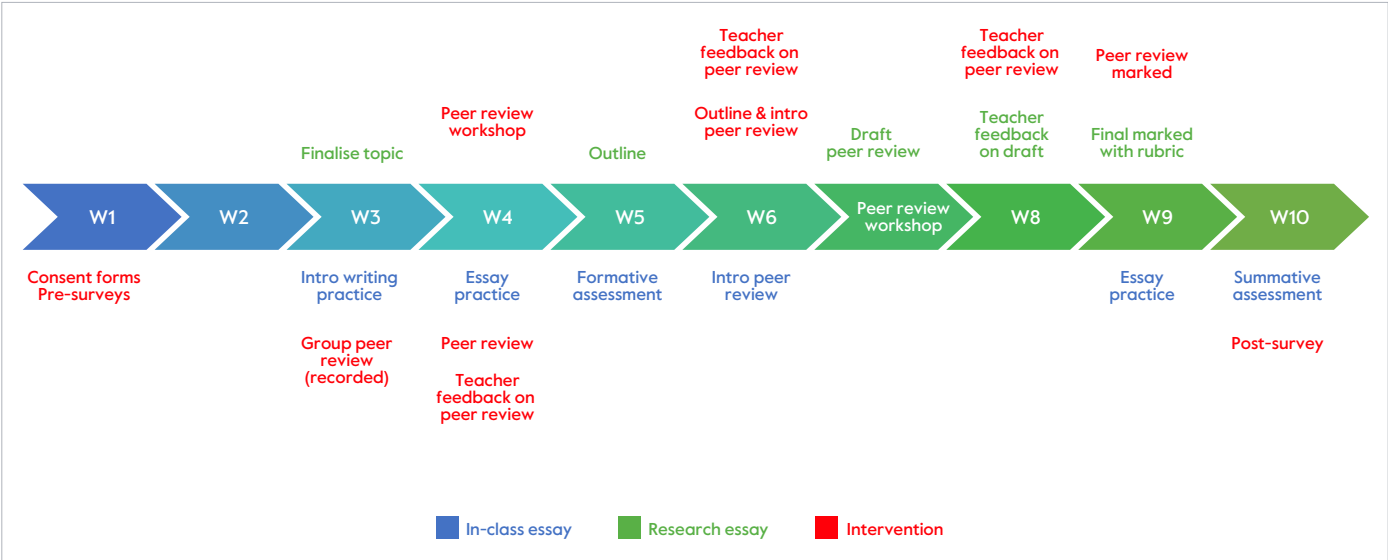 Teacher
feedback on
peer review
Teacher
feedback on
peer review
Peer review
marked
Peer review
workshop
Outline & intro
peer review
Teacher
feedback
on draft
Finalise topic
Outline
Draft
peer review
Final marked
with rubric
W1
W2
W3
W4
W5
W6
Peer review
workshop
W8
W9
W10
Consent forms
Pre-surveys
Intro writing
practice
Essay
practice
Formative
assessment
Intro peer
review
Essay
practice
Summative
assessment
Group peer
review
(recorded)
Peer review
Teacher
feedback on
peer review
Post-survey
In-class essay
Research essay
Intervention